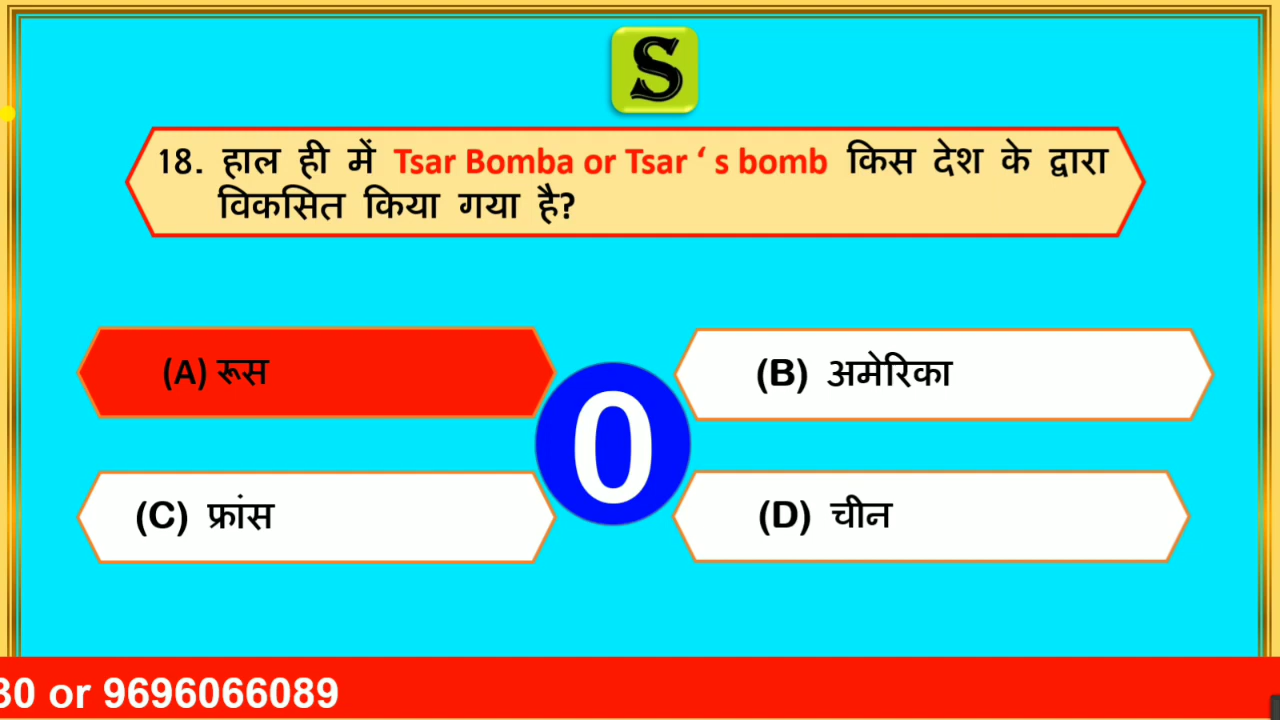 S
18. हाल ही में Tsar Bomba or Tsar ‘ s bomb किस देश के द्वारा
विकसित किया गया है?
(A) रूस
(B) अमेरिका
0
(C) फ्रांस
(D) चीन
30 or 9696066089